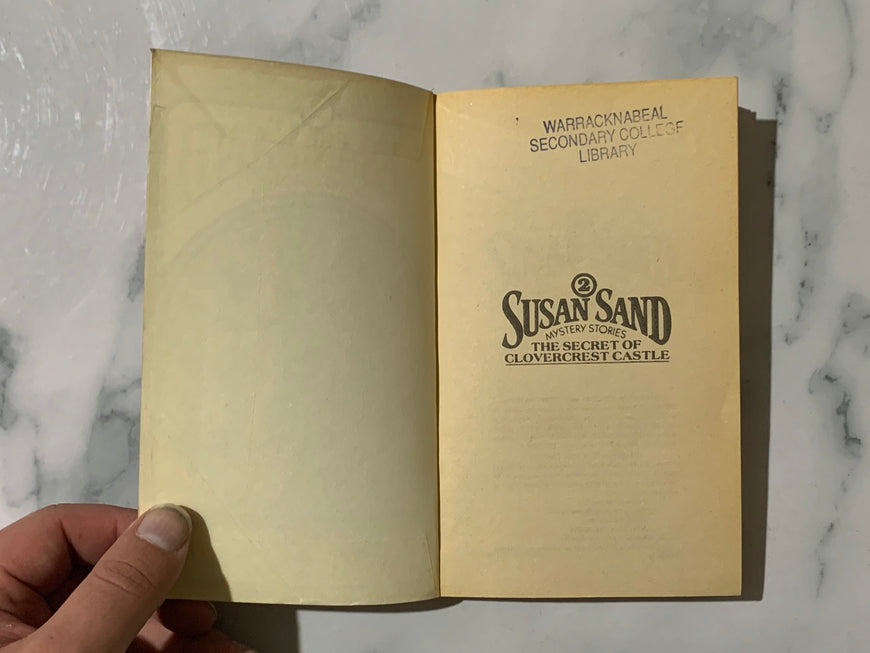 WARRACKNABEAL
SECONDARY COLLEGE
LIBRARY
2
SUSAN SAND
MYSTERY STORIES
THE SECRET OF
CLOVERCREST CASTLE